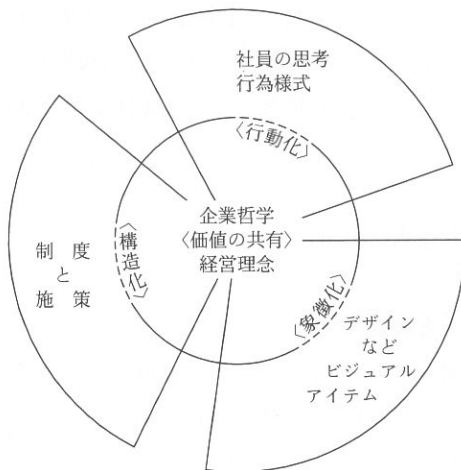 社員の思考
行為様式
〈行動化〉
企業哲学
〈価値の共有〉
経営理念
〈構造化〉
制度
と
施策
〈象徴化〉
デザイン
など
ビジュアル
アイテム